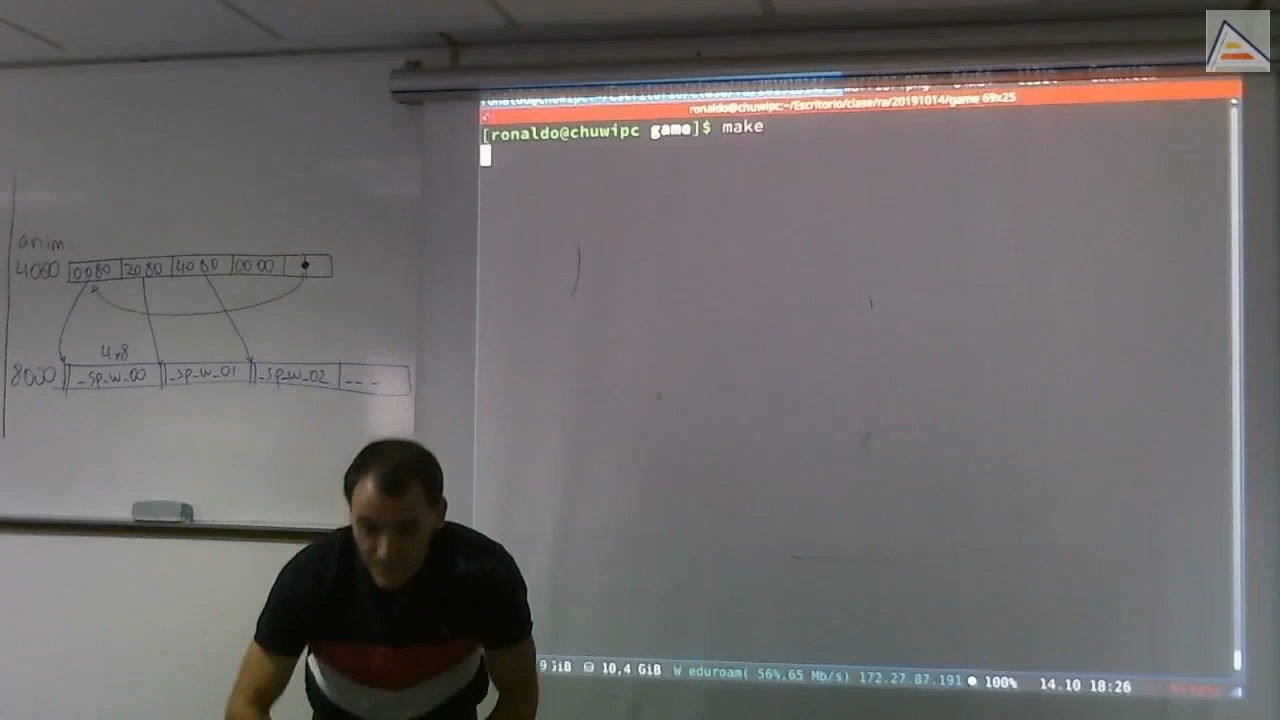 anim:
4000 0080 2080 4080 0000
4x8
8000 _sp_w_00 _sp_w_01 _sp_w_02 ---
ronaldo@chuwipc:~/Escritorio/clase/ra/20191014/game 69x25
[ronaldo@chuwipc game]$ make
GiB 10,4 GiB W eduroam( 56%,65 Mb/s) 172.27.87.191 100% 14.10 18:26